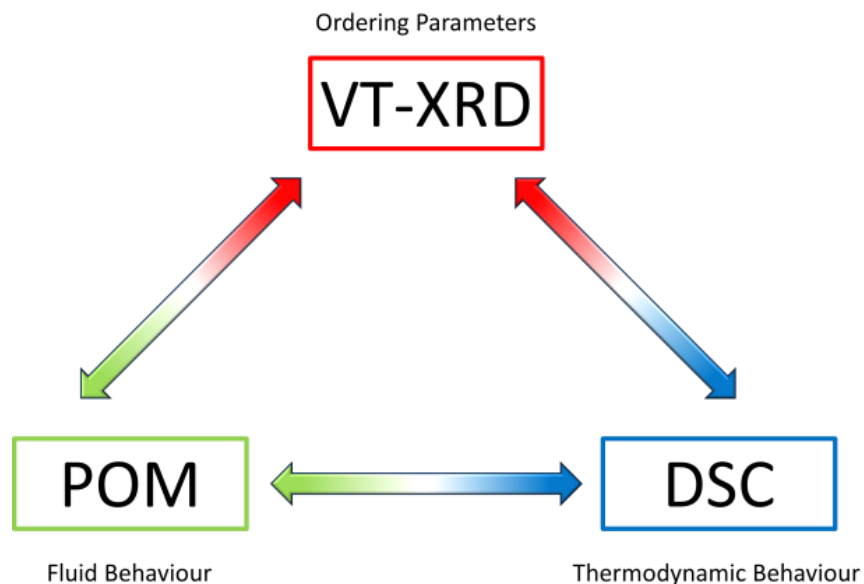 Ordering Parameters
VT-XRD
POM
DSC
Fluid Behaviour
Thermodynamic Behaviour